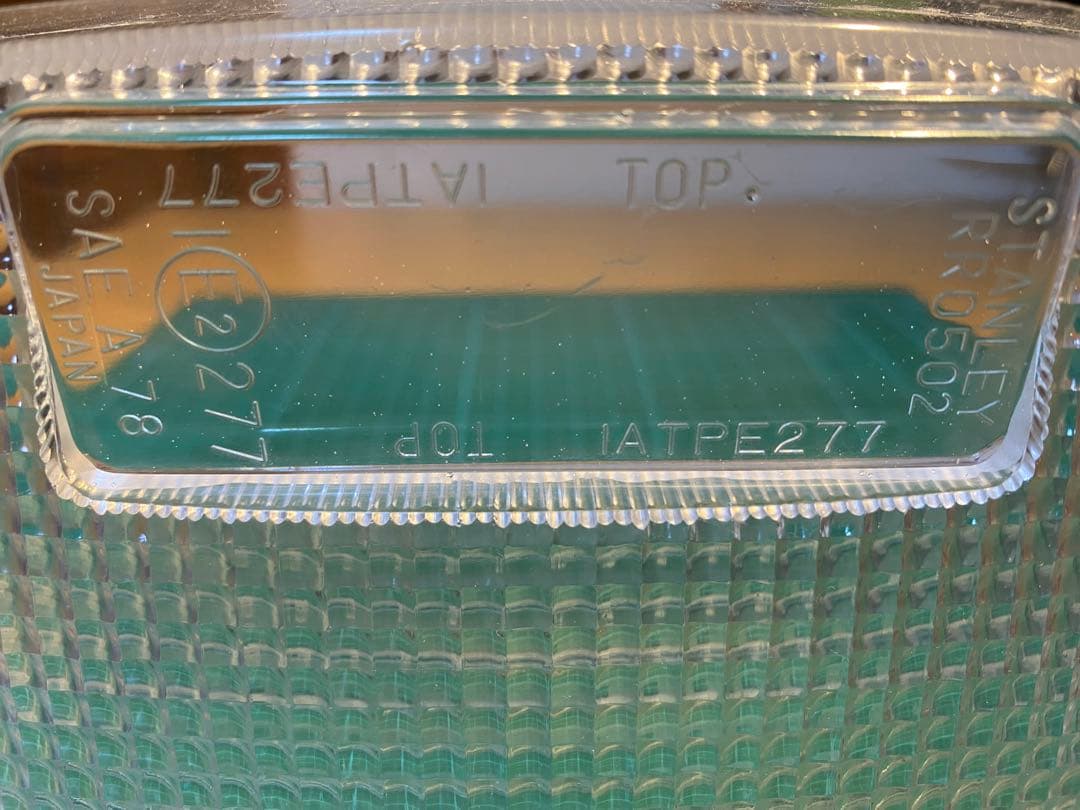 IATPE277
TOP
SAE A 78
JAPAN
I E2 277
STANLEY
RR0502
TOP
IATPE277